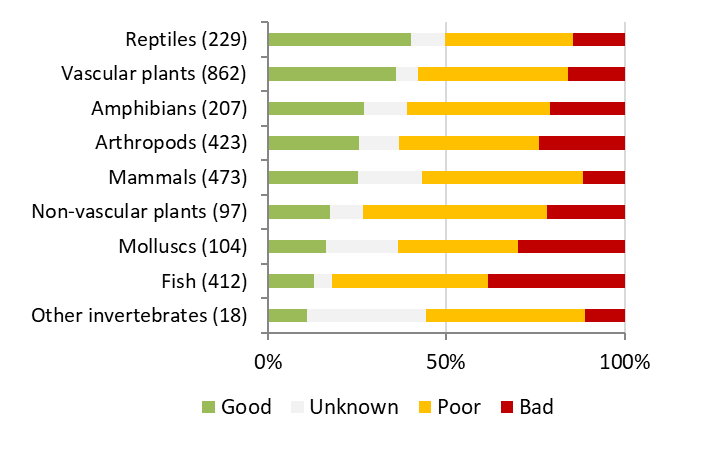 Reptiles (229)
Vascular plants (862)
Amphibians (207)
Arthropods (423)
Mammals (473)
Non-vascular plants (97)
Molluscs (104)
Fish (412)
Other invertebrates (18)
0% 50% 100%
Good Unknown Poor Bad